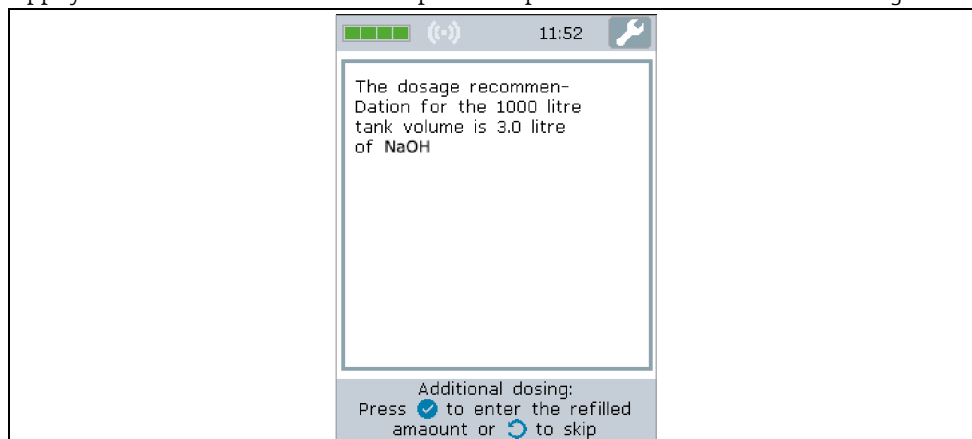 11:52
The dosage recommen-
Dation for the 1000 litre
tank volume is 3.0 litre
of NaOH
Additional dosing:
Press to enter the refilled
amaount or to skip